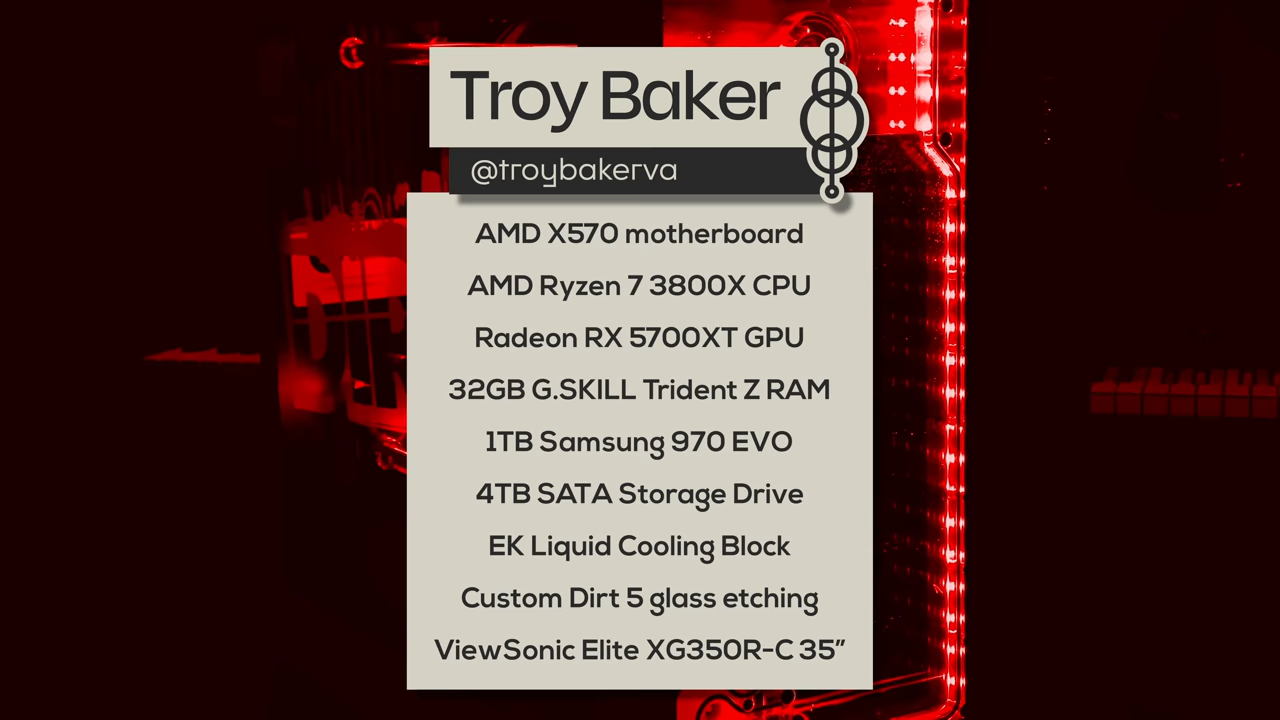 Troy Baker
@troybakerva
AMD X570 motherboard
AMD Ryzen 7 3800X CPU
Radeon RX 5700XT GPU
32GB G.SKILL Trident Z RAM
1TB Samsung 970 EVO
4TB SATA Storage Drive
EK Liquid Cooling Block
Custom Dirt 5 glass etching
ViewSonic Elite XG350R-C 35”